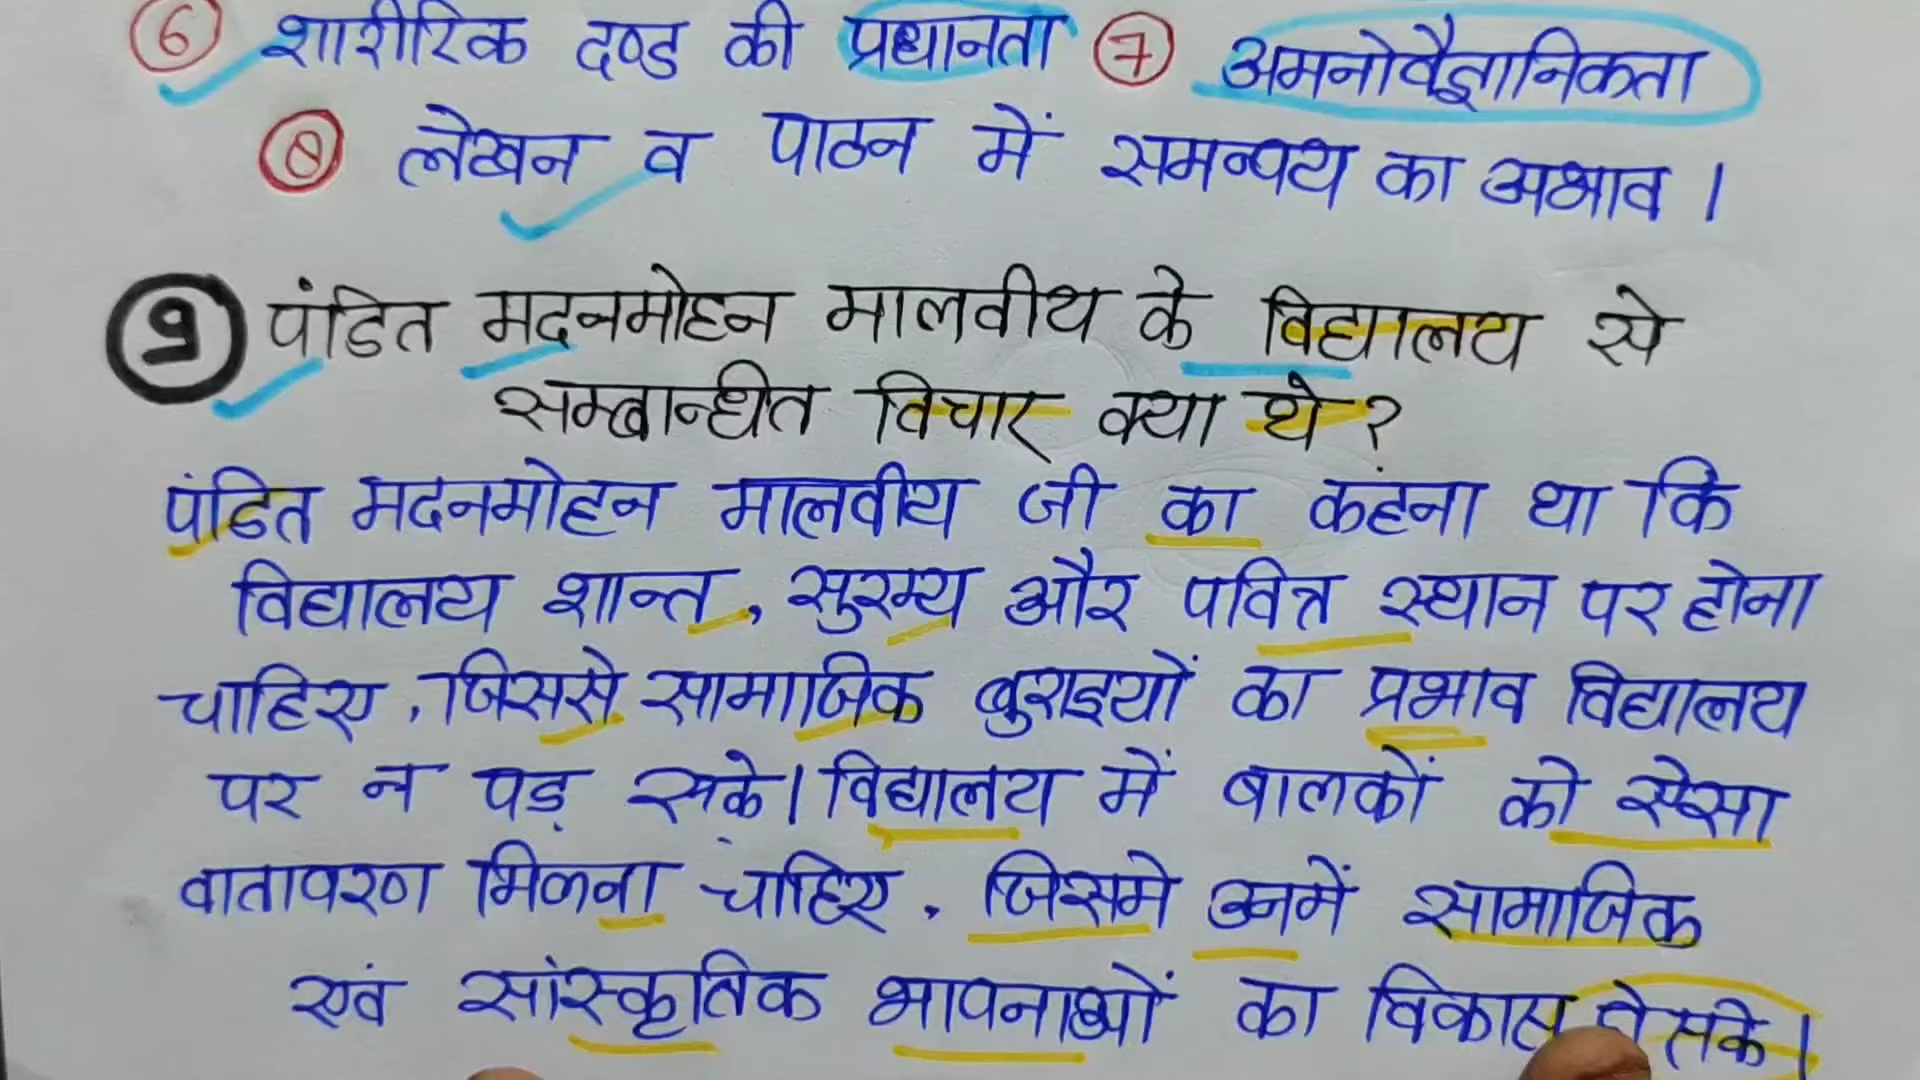 6 शारीरिक दण्ड की प्रधानता 7 अमनोवैज्ञानिकता
8 लेखन व पाठन में समन्वय का अभाव ।
9 पंडित मदनमोहन मालवीय के विद्यालय से
सम्बान्धीत विचार क्या थे ?
पंडित मदनमोहन मालवीय जी का कहंना था कि
विद्यालय शान्त, सुरम्य और पवित्र स्थान पर होना
चाहिए, जिससे सामाजिक बुराइयों का प्रभाव विद्यालय
पर न पड़ सके। विद्यालय में बालकों को ऐसा
वातावरण मिलना चाहिए, जिसमे उनमें सामाजिक
एवं सांस्कृतिक भावनाओं का विकास सके।